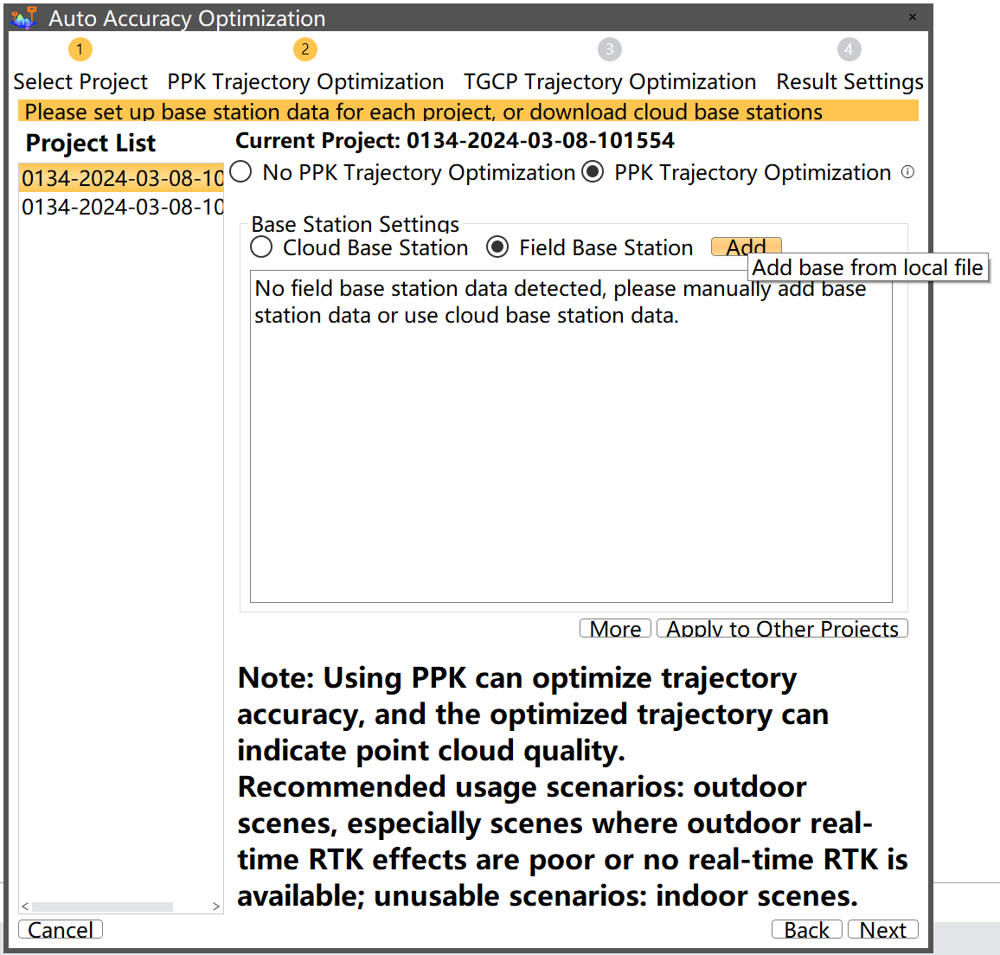 Auto Accuracy Optimization
×
1
2
3
4
Select Project
PPK Trajectory Optimization
TGCP Trajectory Optimization
Result Settings
Please set up base station data for each project, or download cloud base stations
Project List
0134-2024-03-08-10
0134-2024-03-08-10
Current Project: 0134-2024-03-08-101554
No PPK Trajectory Optimization
PPK Trajectory Optimization
Base Station Settings
Cloud Base Station
Field Base Station
Add
Add base from local file
No field base station data detected, please manually add base
station data or use cloud base station data.
More
Apply to Other Projects
Note: Using PPK can optimize trajectory
accuracy, and the optimized trajectory can
indicate point cloud quality.
Recommended usage scenarios: outdoor
scenes, especially scenes where outdoor real-
time RTK effects are poor or no real-time RTK is
available; unusable scenarios: indoor scenes.
Cancel
Back
Next